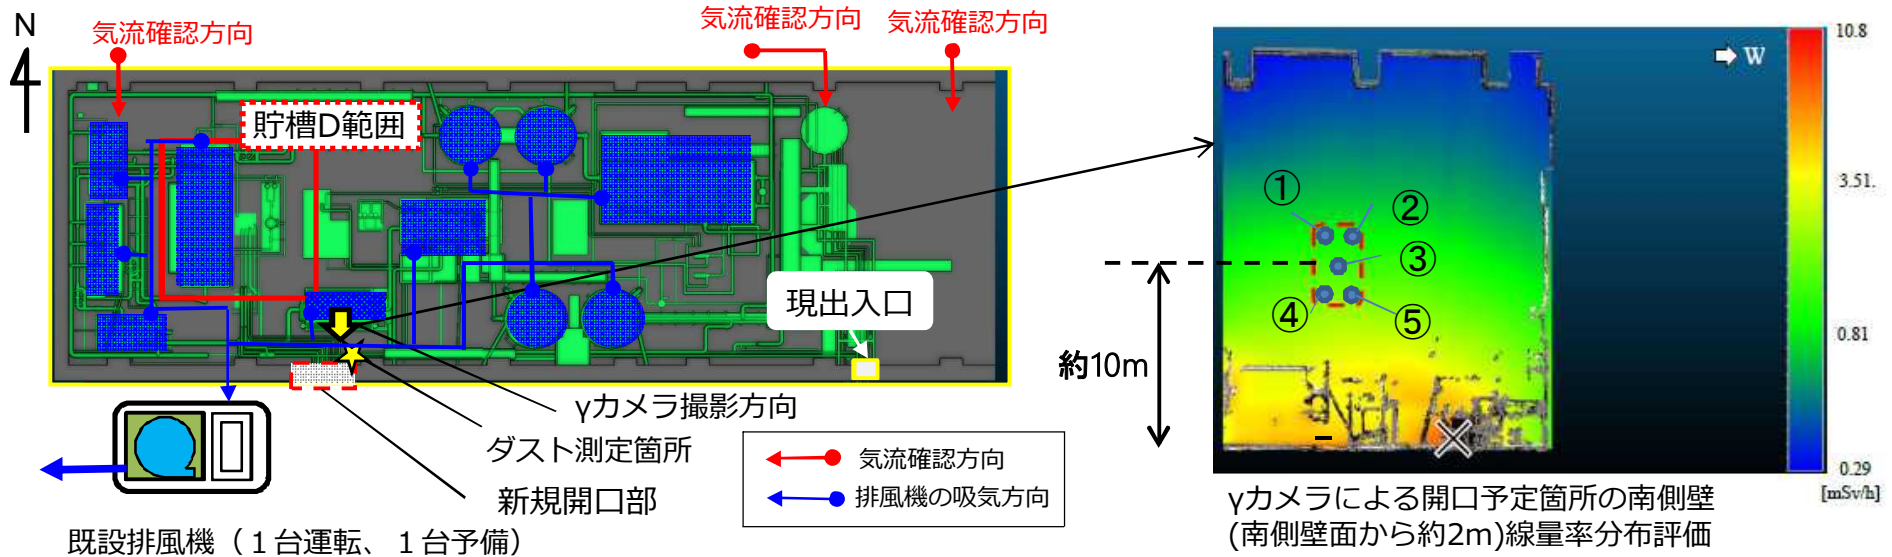 N
気流確認方向
気流確認方向
気流確認方向
貯槽D範囲
現出入口
γカメラ撮影方向
ダスト測定箇所
新規開口部
気流確認方向
排風機の吸気方向
既設排風機（１台運転、１台予備）
W
①
②
③
④
⑤
約10m
10.8
3.51.
0.81
0.29
[mSv/h]
γカメラによる開口予定箇所の南側壁
(南側壁面から約2m)線量率分布評価